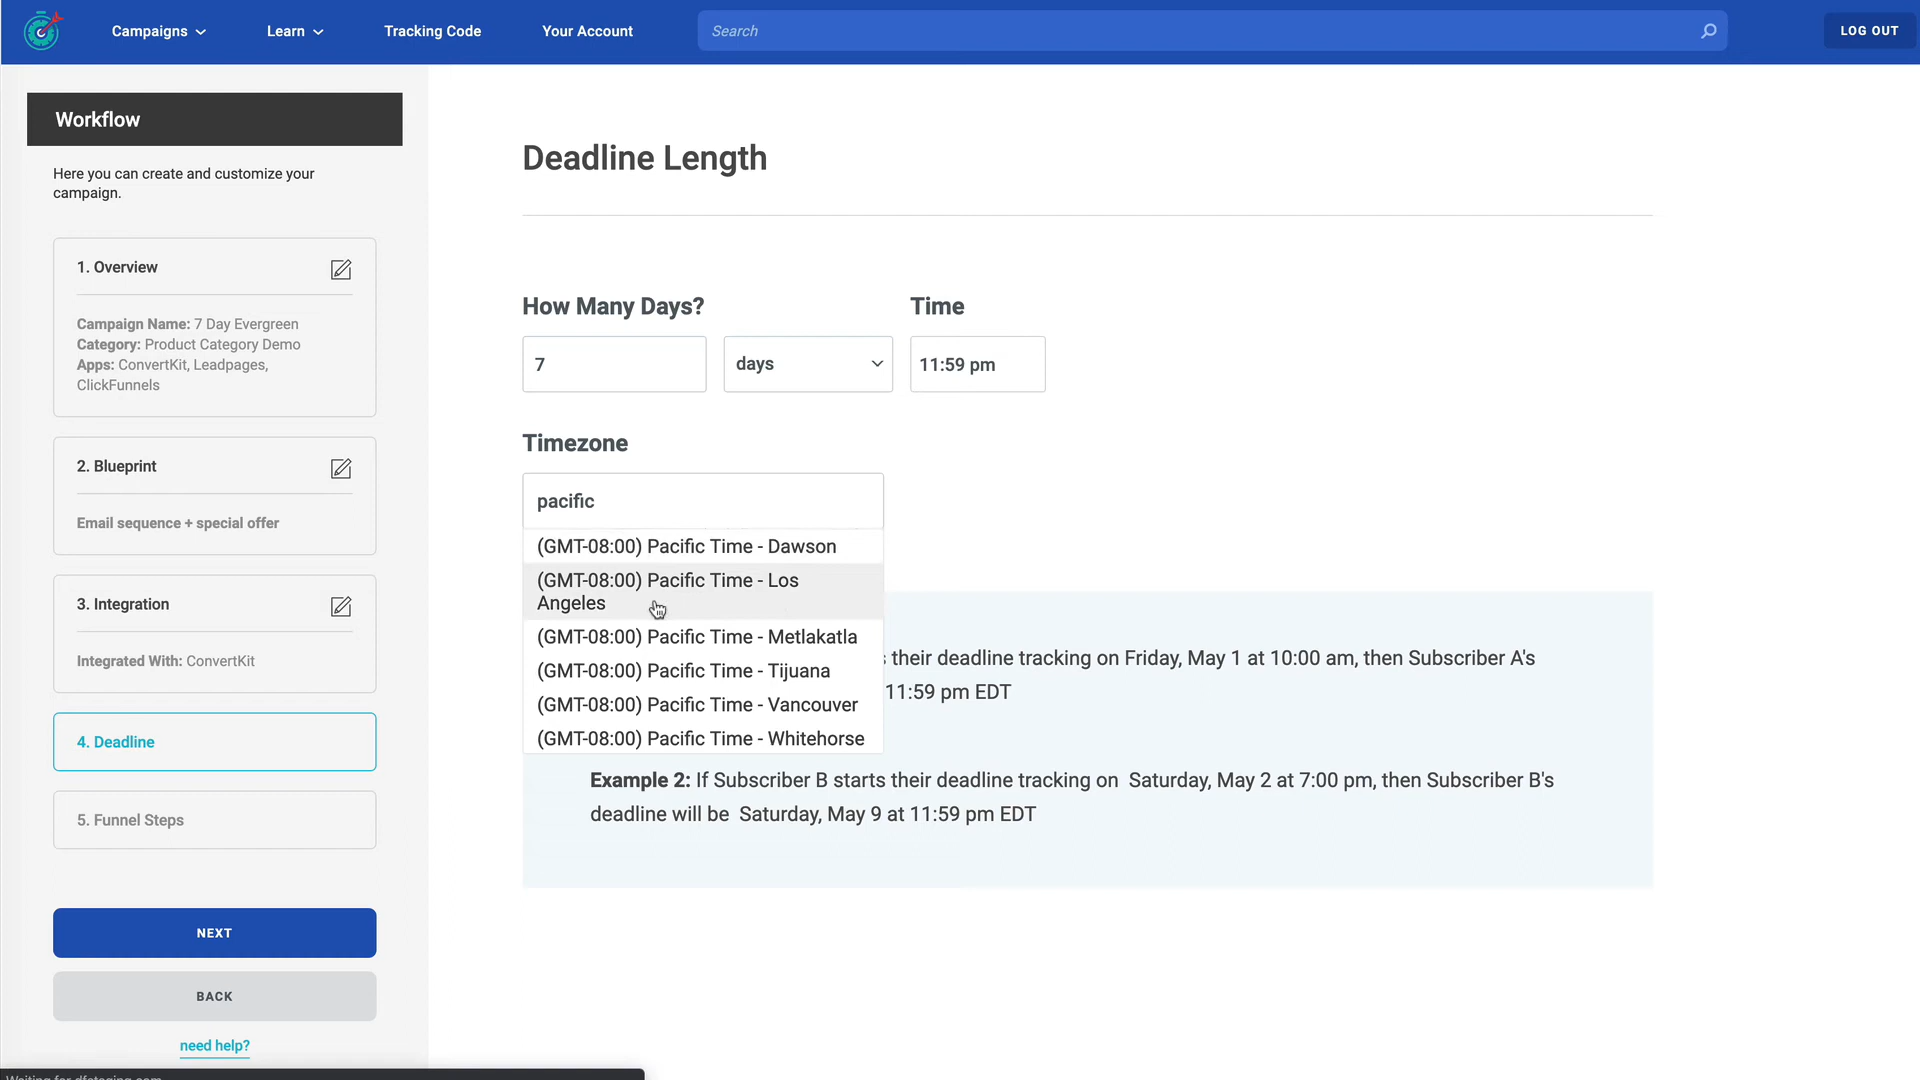 Campaigns
Learn
Tracking Code
Your Account
Search
LOG OUT
Workflow
Here you can create and customize your
campaign.
1. Overview
Campaign Name: 7 Day Evergreen
Category: Product Category Demo
Apps: ConvertKit, Leadpages,
ClickFunnels
2. Blueprint
Email sequence + special offer
3. Integration
Integrated With: ConvertKit
4. Deadline
5. Funnel Steps
NEXT
BACK
need help?
Deadline Length
How Many Days?
Time
7
days
11:59 pm
Timezone
pacific
(GMT-08:00) Pacific Time - Dawson
(GMT-08:00) Pacific Time - Los
Angeles
(GMT-08:00) Pacific Time - Metlakatla
(GMT-08:00) Pacific Time - Tijuana
(GMT-08:00) Pacific Time - Vancouver
(GMT-08:00) Pacific Time - Whitehorse
their deadline tracking on Friday, May 1 at 10:00 am, then Subscriber A's
11:59 pm EDT
Example 2: If Subscriber B starts their deadline tracking on Saturday, May 2 at 7:00 pm, then Subscriber B's
deadline will be Saturday, May 9 at 11:59 pm EDT